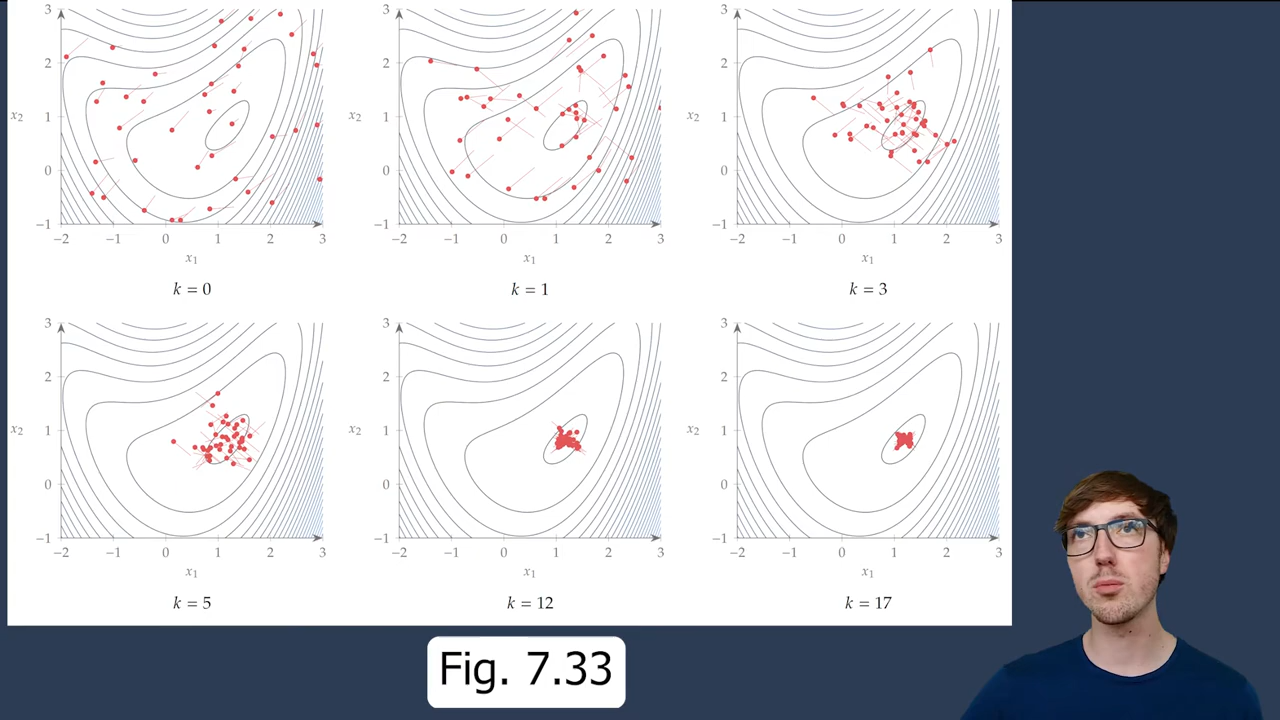 3 3 3
2 2 2
x₂ 1 x₂ 1 x₂ 1
0 0 0
−1 −1 −1
−2 −1 0 1 2 3 −2 −1 0 1 2 3 −2 −1 0 1 2 3
x₁ x₁ x₁
k = 0 k = 1 k = 3
3 3 3
2 2 2
x₂ 1 x₂ 1 x₂ 1
0 0 0
−1 −1 −1
−2 −1 0 1 2 3 −2 −1 0 1 2 3 −2 −1 0 1 2 3
x₁ x₁ x₁
k = 5 k = 12 k = 17
Fig. 7.33